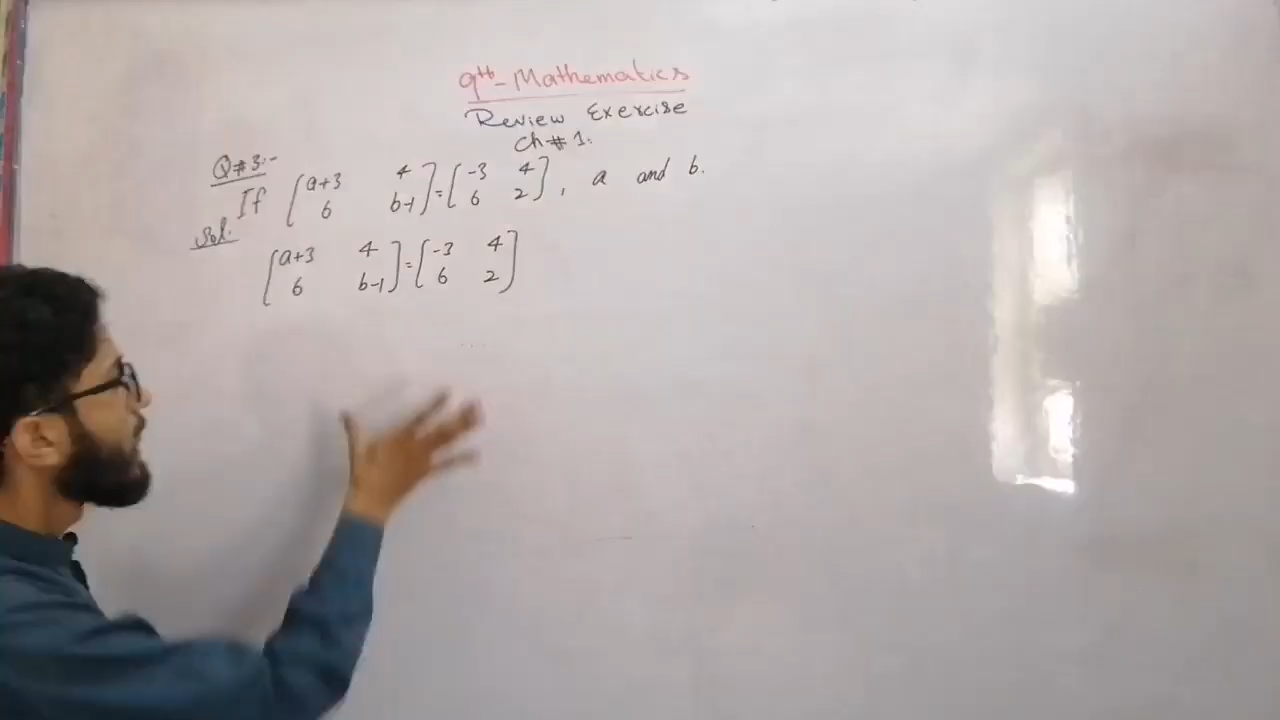 9th - Mathematics
Review Exercise
Ch # 1.
Q#3:-
If [a+3 4] = [-3 4], a and b.
[6 b-1] [6 2]
Sol.
[a+3 4] = [-3 4]
[6 b-1] [6 2]